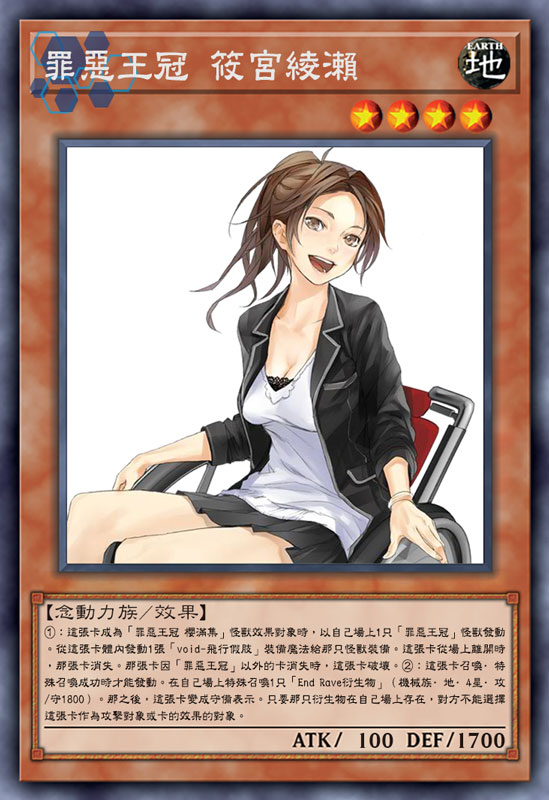 罪惡王冠 筱宮綾瀨
EARTH
地
【念動力族/效果】
①：這張卡成為「罪惡王冠 櫻滿集」怪獸效果對象時，以自己場上1只「罪惡王冠」怪獸發動
。從這張卡體內發動1張「void-飛行假肢」裝備魔法給那只怪獸裝備。這張卡從場上離開時
，那張卡消失。那張卡因「罪惡王冠」以外的卡消失時，這張卡破壞。②：這張卡召喚·特
殊召喚成功時才能發動。在自己場上特殊召喚1只「End Rave衍生物」（機械族·地·4星·攻
/守1800）。那之後，這張卡變成守備表示。只要那只衍生物在自己場上存在，對方不能選擇
這張卡作為攻擊對象或卡的效果的對象。
ATK/ 100 DEF/1700